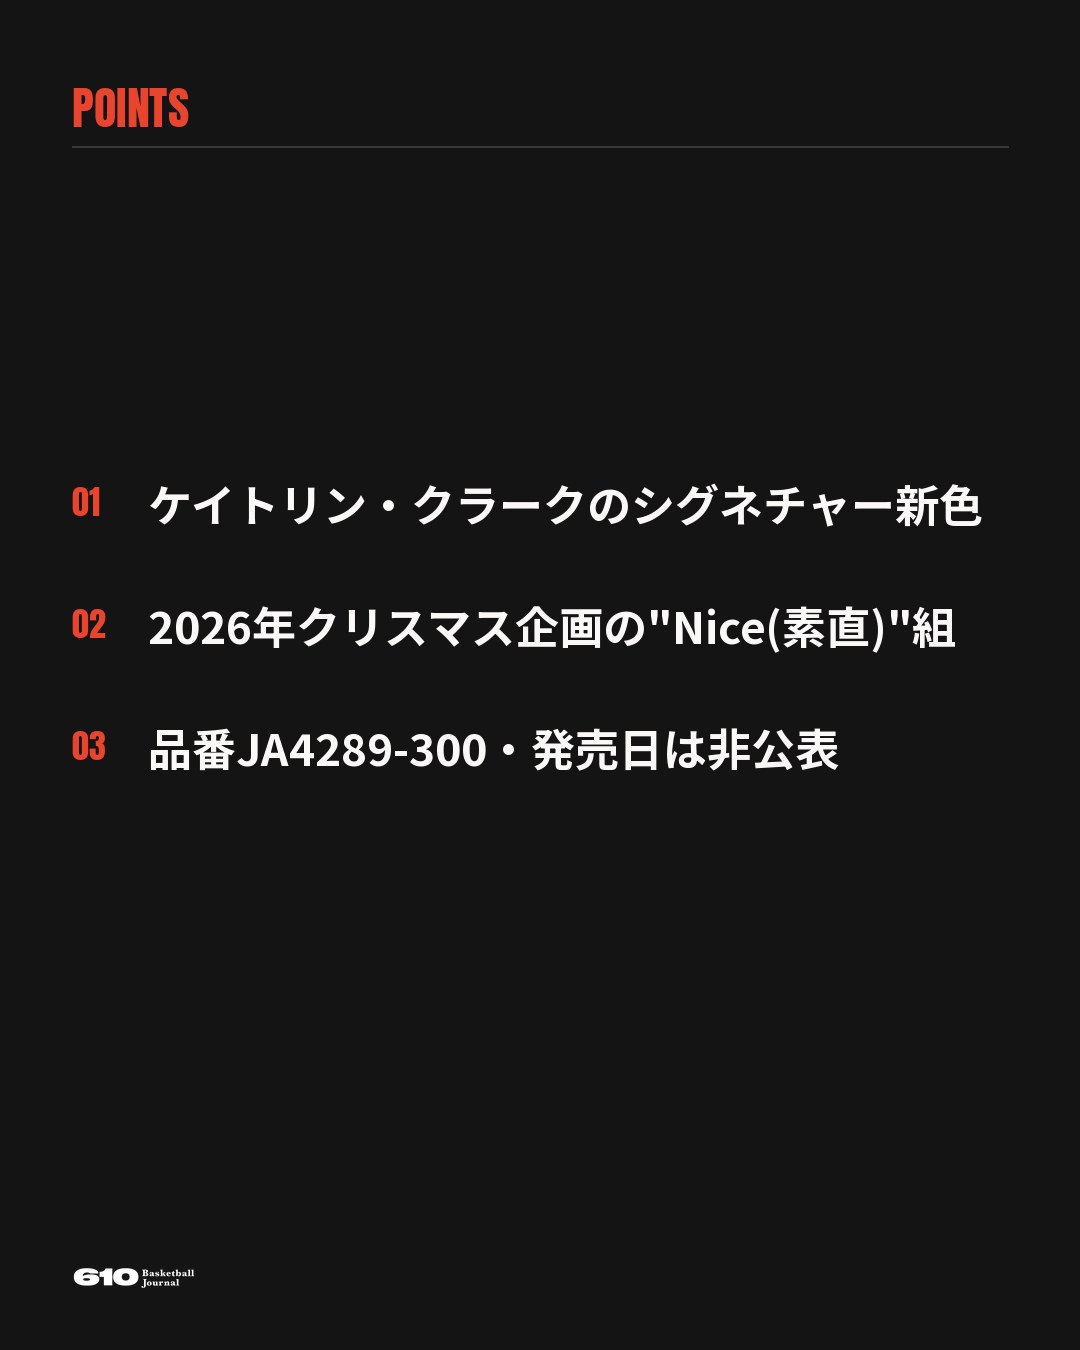 POINTS
01 ケイトリン・クラークのシグネチャー新色
02 2026年クリスマス企画の"Nice(素直)"組
03 品番JA4289-300・発売日は非公表
610 Basketball
Journal